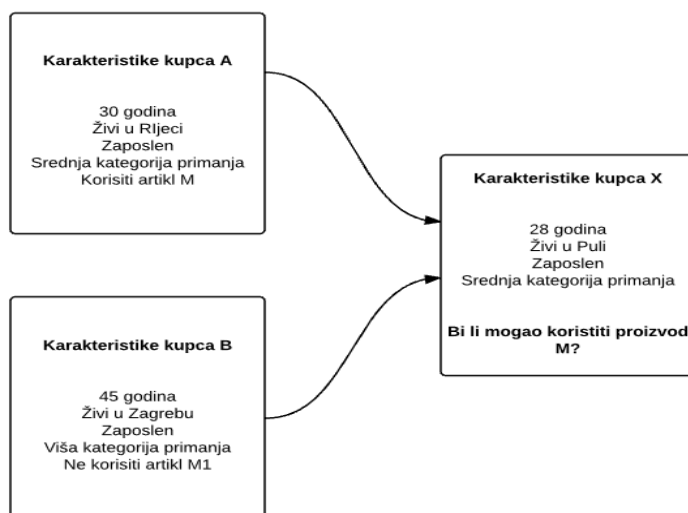 Karakteristike kupca A
30 godina
Živi u RIjeci
Zaposlen
Srednja kategorija primanja
Korisiti artikl M
Karakteristike kupca B
45 godina
Živi u Zagrebu
Zaposlen
Viša kategorija primanja
Ne korisiti artikl M1
Karakteristike kupca X
28 godina
Živi u Puli
Zaposlen
Srednja kategorija primanja
Bi li mogao koristiti proizvod
M?